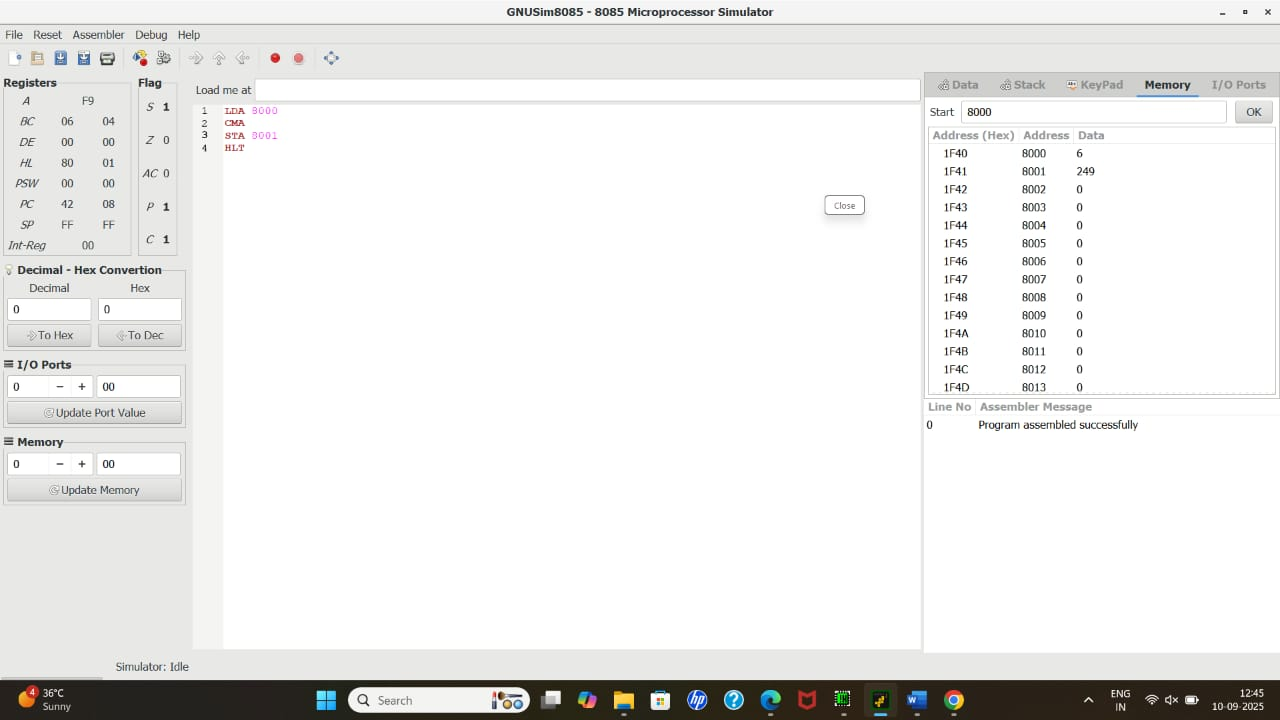 GNUSim8085 - 8085 Microprocessor Simulator
File Reset Assembler Debug Help
Registers
A F9
BC 06 04
DE 00 00
HL 80 01
PSW 00 00
PC 42 08
SP FF FF
Int-Reg 00
Flag
S 1
Z 0
AC 0
P 1
C 1
Decimal - Hex Convertion
Decimal Hex
0 0
To Hex To Dec
I/O Ports
0 − + 00
Update Port Value
Memory
0 − + 00
Update Memory
Load me at
1 LDA 8000
2 CMA
3 STA 8001
4 HLT
Close
Data Stack KeyPad Memory I/O Ports
Start 8000 OK
Address (Hex) Address Data
1F40 8000 6
1F41 8001 249
1F42 8002 0
1F43 8003 0
1F44 8004 0
1F45 8005 0
1F46 8006 0
1F47 8007 0
1F48 8008 0
1F49 8009 0
1F4A 8010 0
1F4B 8011 0
1F4C 8012 0
1F4D 8013 0
Line No Assembler Message
0 Program assembled successfully
Simulator: Idle
4
36°C
Sunny
Search
ENG
IN
12:45
10-09-2025